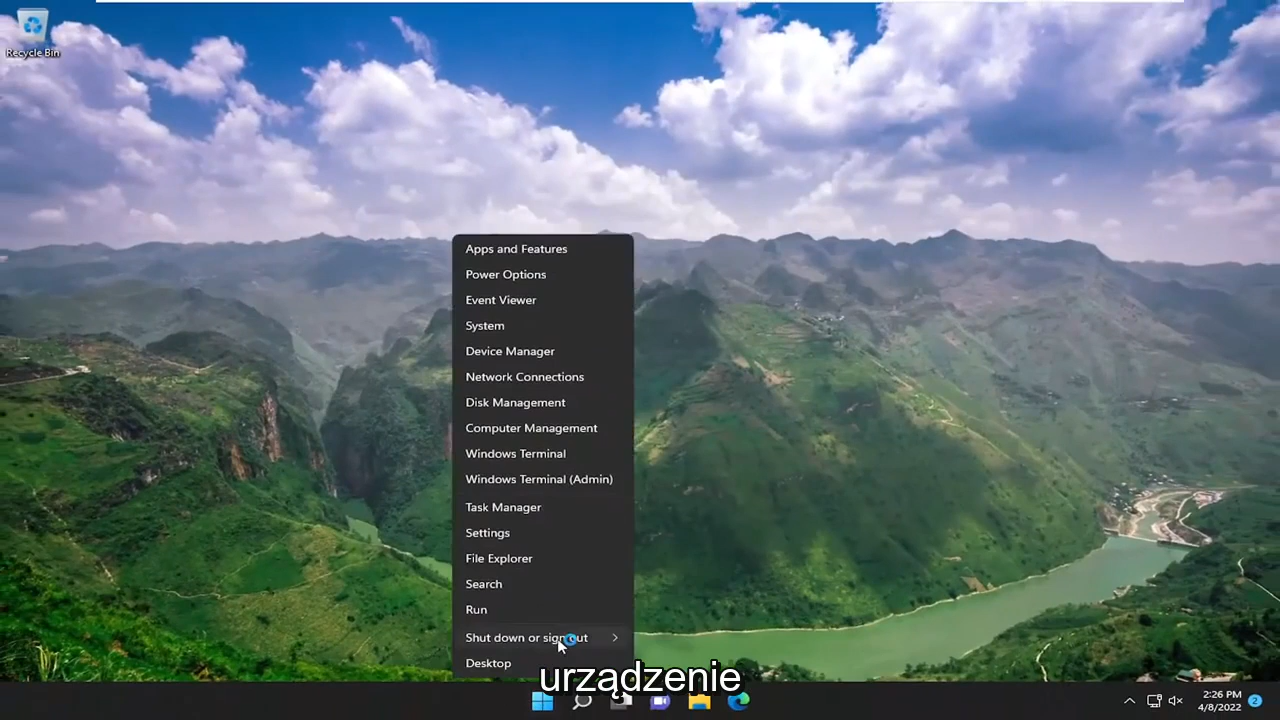 Recycle Bin
Apps and Features
Power Options
Event Viewer
System
Device Manager
Network Connections
Disk Management
Computer Management
Windows Terminal
Windows Terminal (Admin)
Task Manager
Settings
File Explorer
Search
Run
Shut down or sign out
Desktop
urządzenie
2:26 PM
4/8/2022
2